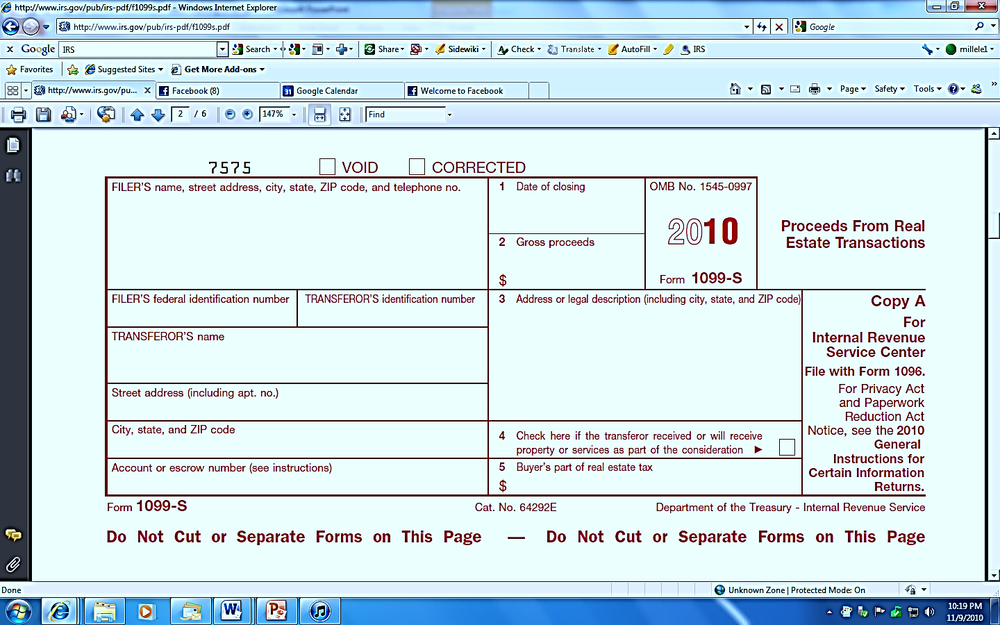 http://www.irs.gov/pub/irs-pdf/f1099s.pdf - Windows Internet Explorer
http://www.irs.gov/pub/irs-pdf/f1099s.pdf
Google
x Google IRS Search Share Sidewiki Check Translate AutoFill IRS millele1
Favorites Suggested Sites Get More Add-ons
http://www.irs.gov/pu... X Facebook (8) 31 Google Calendar Welcome to Facebook Page Safety Tools »
2 / 6 147% Find
7575 VOID CORRECTED
FILER'S name, street address, city, state, ZIP code, and telephone no.
1 Date of closing
2 Gross proceeds
$
OMB No. 1545-0997
2010
Form 1099-S
Proceeds From Real
Estate Transactions
FILER'S federal identification number
TRANSFEROR'S identification number
3 Address or legal description (including city, state, and ZIP code)
TRANSFEROR'S name
Street address (including apt. no.)
City, state, and ZIP code
4 Check here if the transferor received or will receive
property or services as part of the consideration ►
Account or escrow number (see instructions)
5 Buyer's part of real estate tax
$
Copy A
For
Internal Revenue
Service Center
File with Form 1096.
For Privacy Act
and Paperwork
Reduction Act
Notice, see the 2010
General
Instructions for
Certain Information
Returns.
Form 1099-S Cat. No. 64292E Department of the Treasury - Internal Revenue Service
Do Not Cut or Separate Forms on This Page — Do Not Cut or Separate Forms on This Page
Done Unknown Zone | Protected Mode: On
10:19 PM
11/9/2010